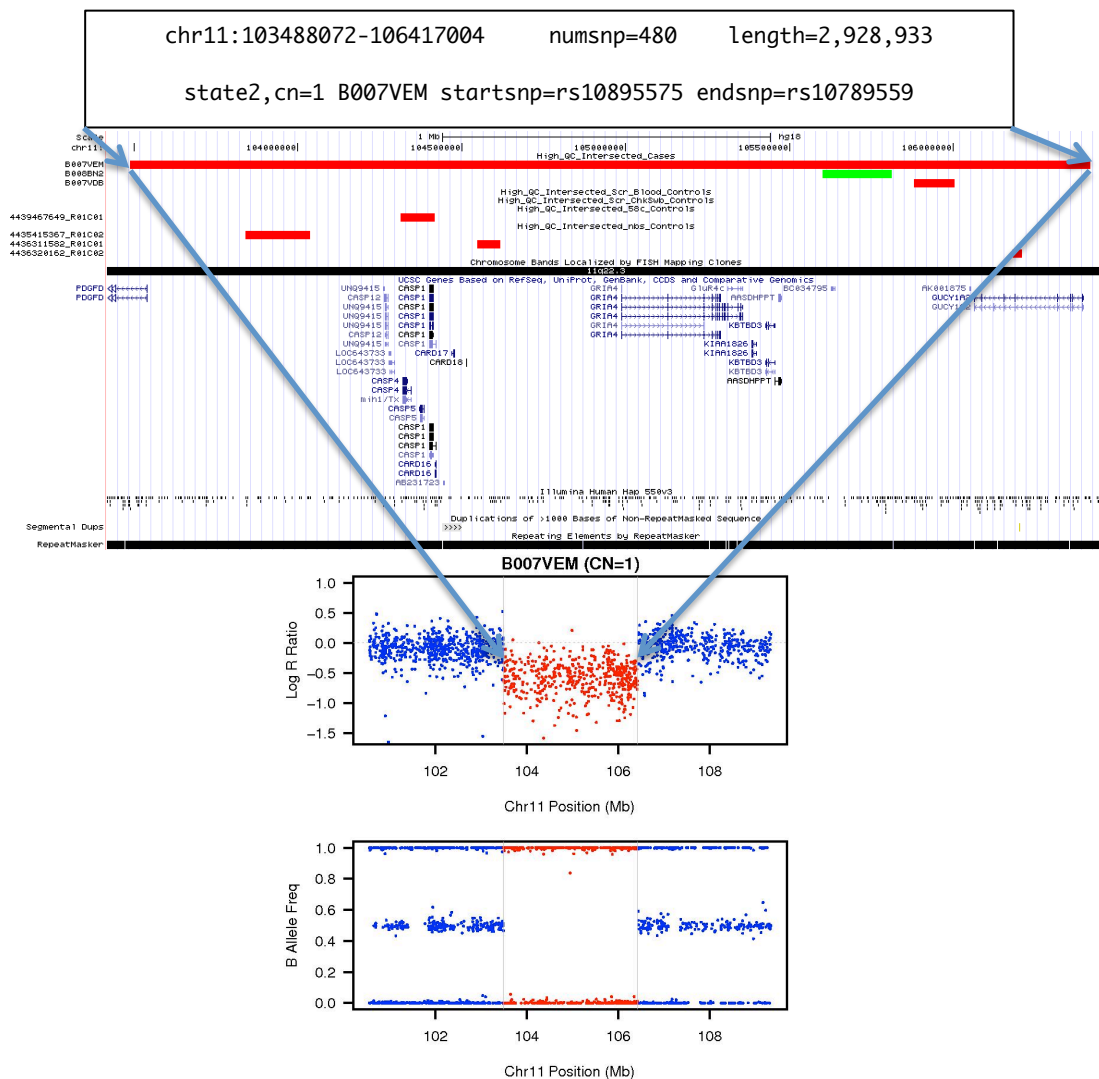 chr11:103488072-106417004 numsnp=480 length=2,928,933
state2,cn=1 B007VEM startsnp=rs10895575 endsnp=rs10789559
Scale 1 Mb hg18
chr11: 104000000 104500000 105000000 105500000 106000000
High_QC_Intersected_Cases
B007VEM
B008BN2
B007VDB
High_QC_Intersected_Scr_Blood_Controls
High_QC_Intersected_Scr_ChkSwb_Controls
High_QC_Intersected_58c_Controls
4439467649_R01C01
High_QC_Intersected_nbs_Controls
4435415367_R01C02
4436311582_R01C01
4436320162_R01C02
Chromosome Bands Localized by FISH Mapping Clones
11q22.3
UCSC Genes Based on RefSeq, UniProt, GenBank, CCDS and Comparative Genomics
PDGFD UNQ9415 CASP1 GRIA4 GluR4c BC034795 AK001875
PDGFD CASP12 CASP1 GRIA4 AASDHPPT GUCY1A2
UNQ9415 CASP1 GRIA4 GUCY1A2
UNQ9415 CASP1 GRIA4 KBTBD3
CASP12 CASP1 GRIA4 KBTBD3
UNQ9415 CASP1 KIAA1826
LOC643733 CARD17 KIAA1826
LOC643733 CARD18 KBTBD3
LOC643733 KBTBD3
CASP4 AASDHPPT
CASP4
mih1/Tx
CASP5
CASP5
CASP1
CASP1
CASP1
CASP1
CARD16
CARD16
AB231723
Illumina Human Hap 550v3
Duplications of >1000 Bases of Non-RepeatMasked Sequence
Segmental Dups
Repeating Elements by RepeatMasker
RepeatMasker
B007VEM (CN=1)
1.0
0.5
0.0
−0.5
−1.0
−1.5
Log R Ratio
102 104 106 108
Chr11 Position (Mb)
1.0
0.8
0.6
0.4
0.2
0.0
B Allele Freq
102 104 106 108
Chr11 Position (Mb)